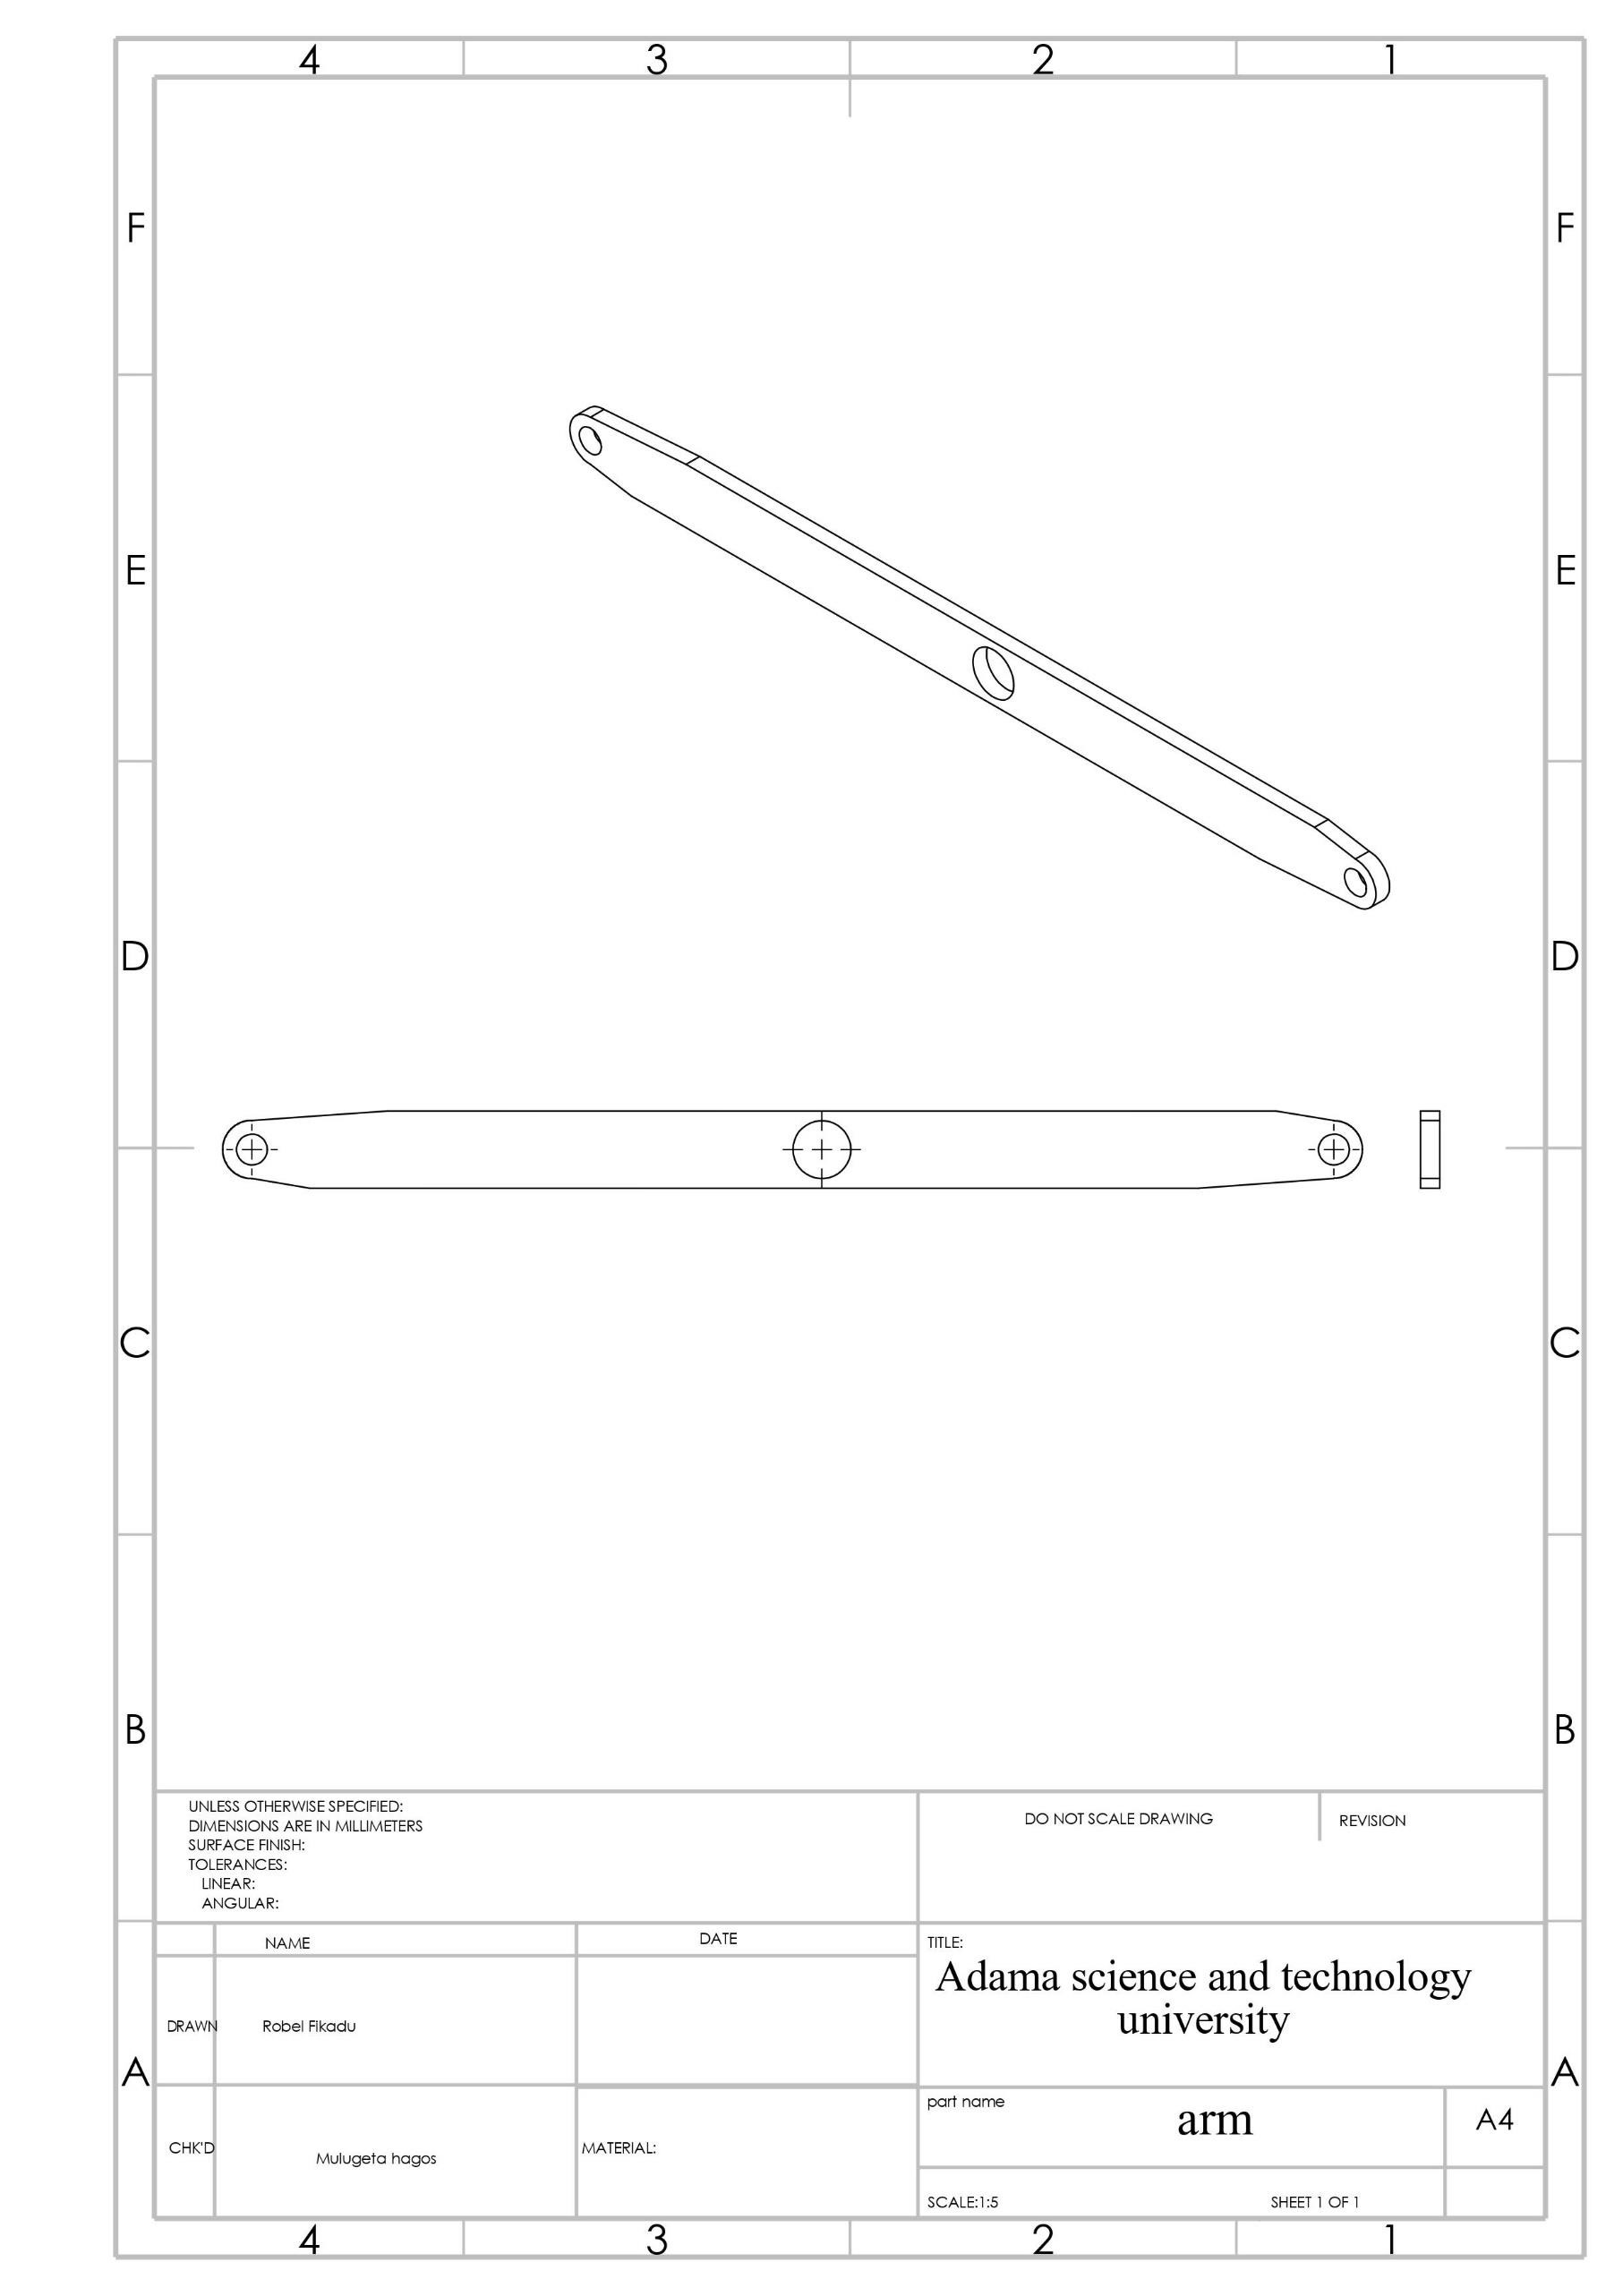 4 3 2 1
F F
E E
D D
C C
B B
UNLESS OTHERWISE SPECIFIED:
DIMENSIONS ARE IN MILLIMETERS
SURFACE FINISH:
TOLERANCES:
LINEAR:
ANGULAR:
DO NOT SCALE DRAWING
REVISION
NAME
DATE
TITLE:
Adama science and technology
university
DRAWN
Robel Fikadu
A A
part name
arm
A4
CHK'D
Mulugeta hagos
MATERIAL:
SCALE:1:5
SHEET 1 OF 1
4 3 2 1